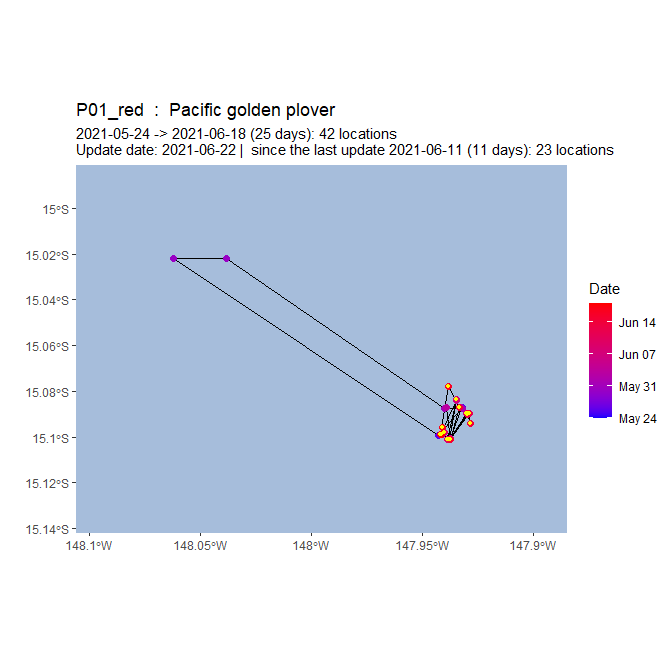 P01_red : Pacific golden plover
2021-05-24 -> 2021-06-18 (25 days): 42 locations
Update date: 2021-06-22 | since the last update 2021-06-11 (11 days): 23 locations
15°S
15.02°S
15.04°S
15.06°S
15.08°S
15.1°S
15.12°S
15.14°S
148.1°W
148.05°W
148°W
147.95°W
147.9°W
Date
Jun 14
Jun 07
May 31
May 24